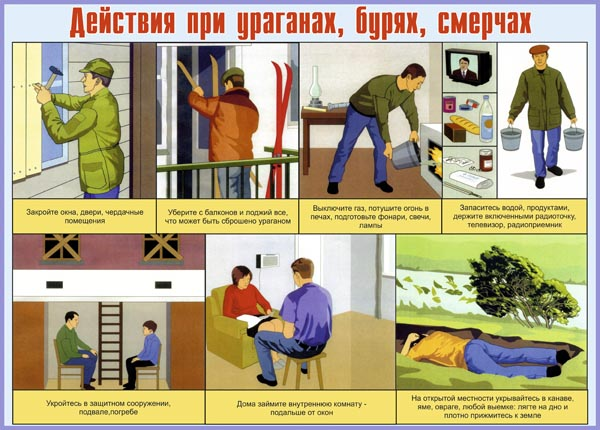 Действия при ураганах, бурях, смерчах
Закройте окна, двери, чердачные
помещения
Уберите с балконов и лоджий все,
что может быть сброшено ураганом
Выключите газ, потушите огонь в
печах, подготовьте фонари, свечи,
лампы
Запаситесь водой, продуктами,
держите включенными радиоточку,
телевизор, радиоприемник
Укройтесь в защитном сооружении,
подвале,погребе
Дома займите внутреннюю комнату -
подальше от окон
На открытой местности укрывайтесь в канаве,
яме, овраге, любой выемке: лягте на дно и
плотно прижмитесь к земле